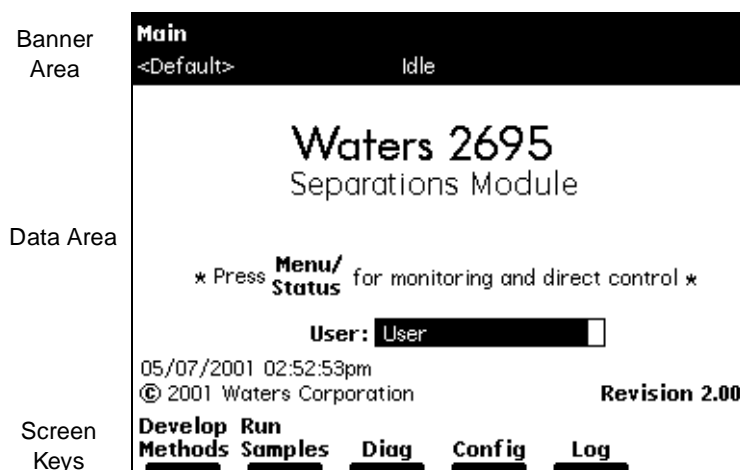 Banner
Area
Main
<Default> Idle
Waters 2695
Separations Module
Data Area
* Press Menu/
Status for monitoring and direct control *
User: User
05/07/2001 02:52:53pm
© 2001 Waters Corporation Revision 2.00
Screen
Keys
Develop Run
Methods Samples Diag Config Log